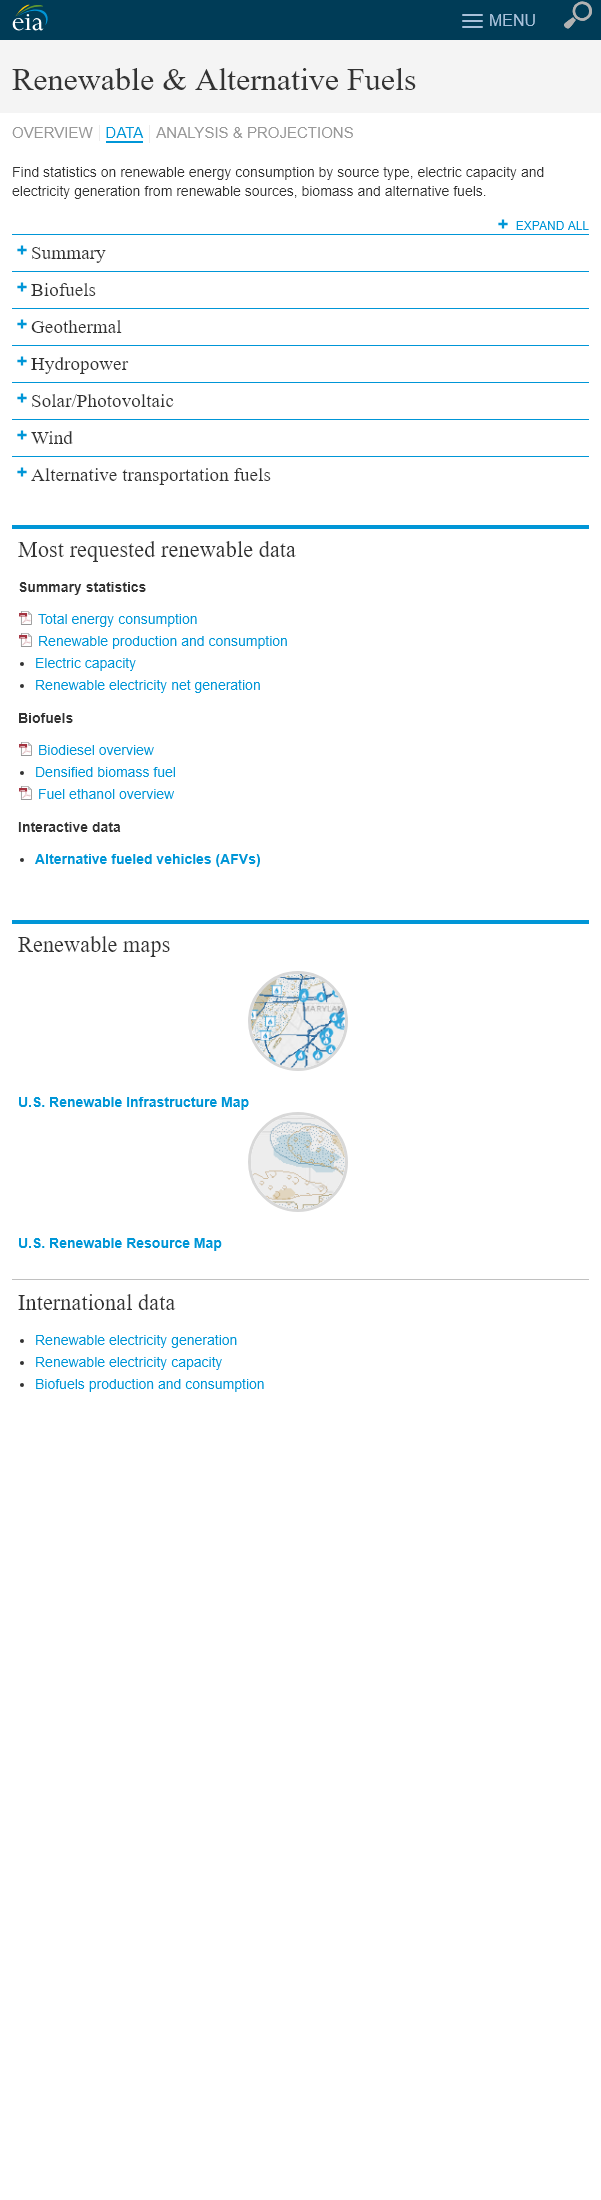 eia
MENU
Renewable & Alternative Fuels
OVERVIEW
DATA
ANALYSIS & PROJECTIONS
Find statistics on renewable energy consumption by source type, electric capacity and
electricity generation from renewable sources, biomass and alternative fuels.
+ EXPAND ALL
+ Summary
+ Biofuels
+ Geothermal
+ Hydropower
+ Solar/Photovoltaic
+ Wind
+ Alternative transportation fuels
Most requested renewable data
Summary statistics
Total energy consumption
Renewable production and consumption
• Electric capacity
• Renewable electricity net generation
Biofuels
Biodiesel overview
• Densified biomass fuel
Fuel ethanol overview
Interactive data
• Alternative fueled vehicles (AFVs)
Renewable maps
MARYLA
U.S. Renewable Infrastructure Map
U.S. Renewable Resource Map
International data
• Renewable electricity generation
• Renewable electricity capacity
• Biofuels production and consumption